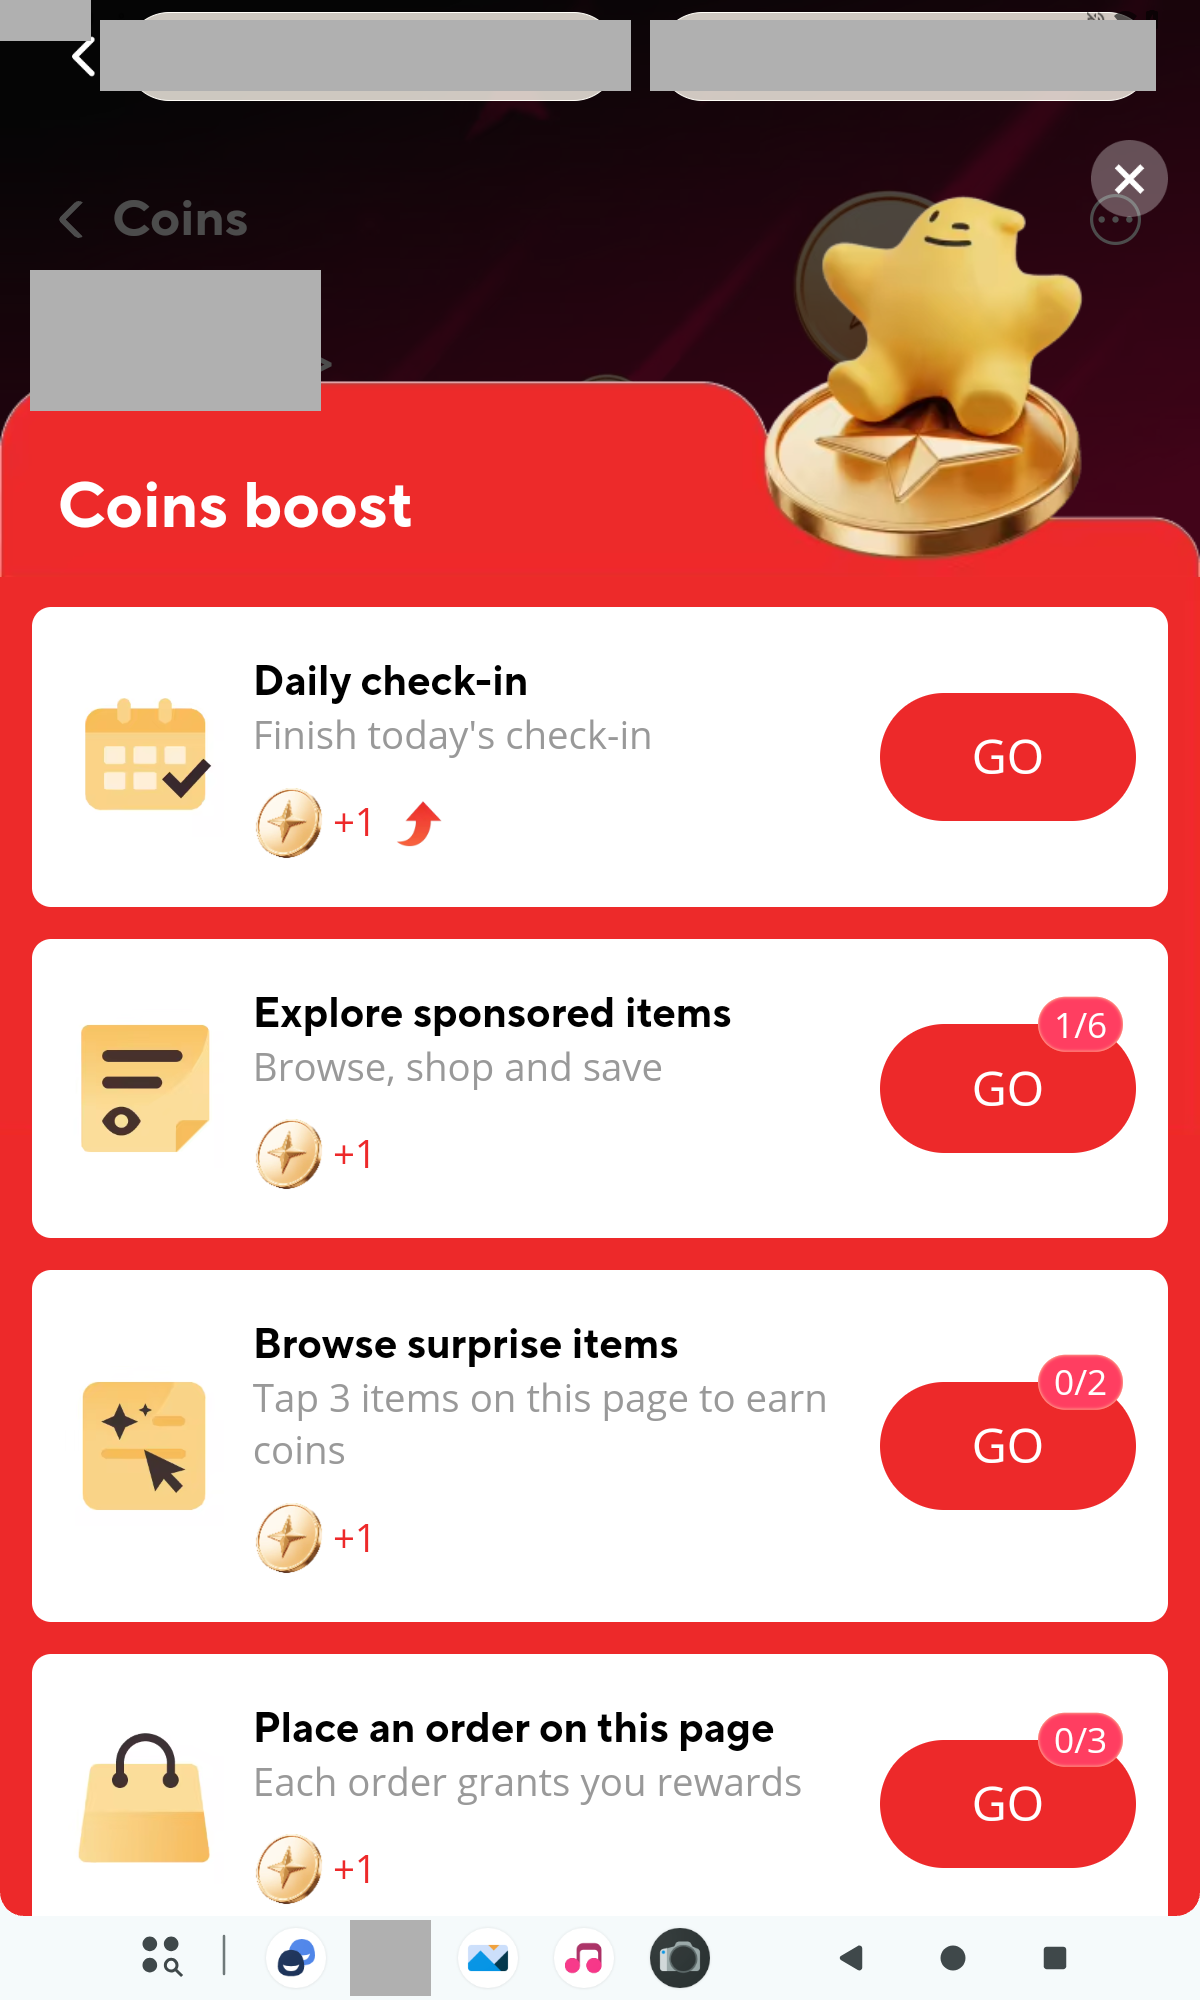 Coins
Coins boost
Daily check-in
Finish today's check-in
+1
GO
Explore sponsored items
Browse, shop and save
+1
1/6
GO
Browse surprise items
Tap 3 items on this page to earn
coins
+1
0/2
GO
Place an order on this page
Each order grants you rewards
+1
0/3
GO